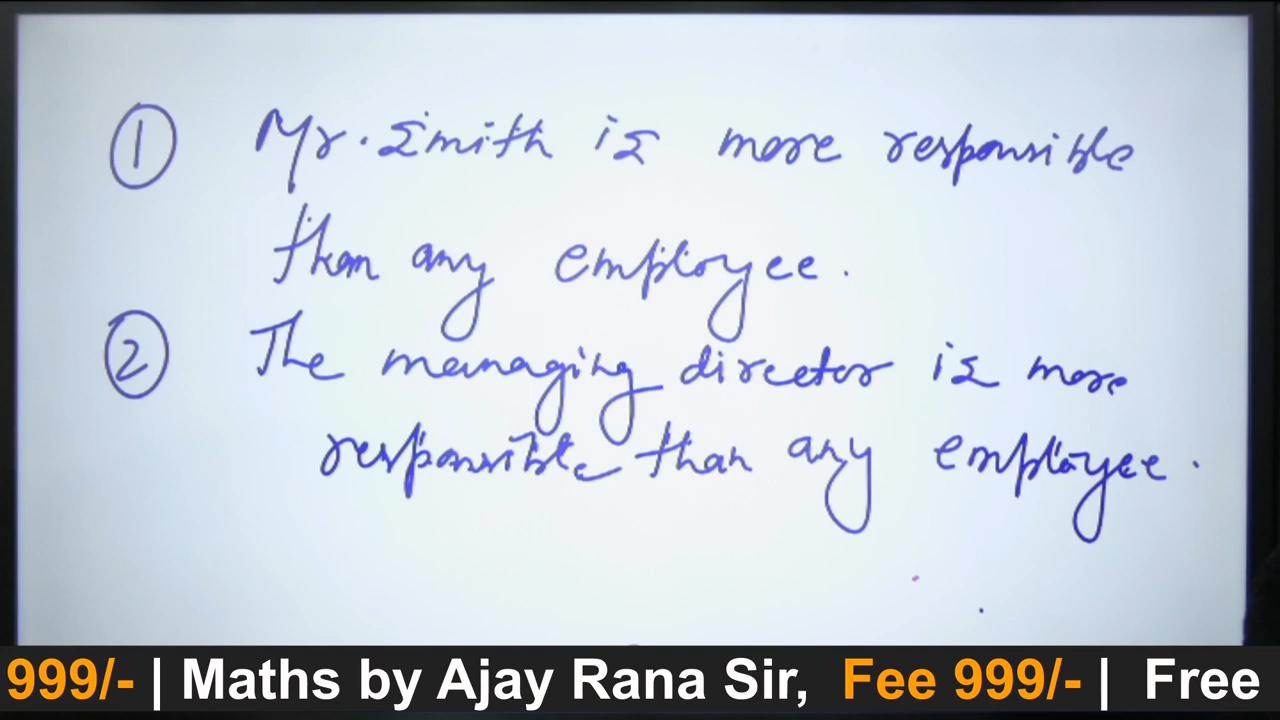 1 Mr. Smith is more responsible
than any employee.
2 The managing director is more
responsible than any employee.
999/- | Maths by Ajay Rana Sir, Fee 999/- | Free